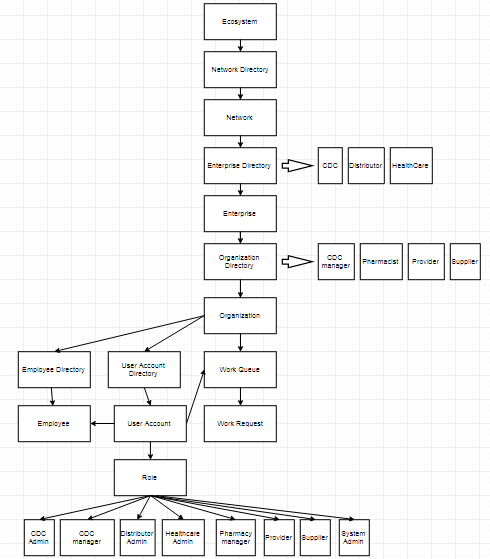 Ecosystem
Network Directory
Network
Enterprise Directory
CDC
Distributor
HealthCare
Enterprise
Organization
Directory
CDC
manager
Pharmacist
Provider
Supplier
Organization
Employee Directory
User Account
Directory
Work Queue
Employee
User Account
Work Request
Role
CDC
Admin
CDC
manager
Distributor
Admin
Healthcare
Admin
Pharmacy
manager
Provider
Supplier
System
Admin